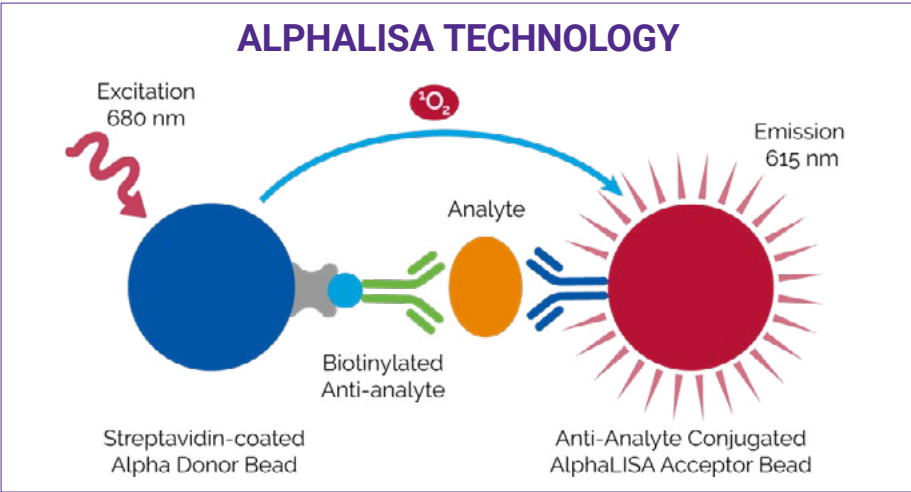 ALPHALISA TECHNOLOGY
Excitation
680 nm
¹O₂
Emission
615 nm
Analyte
Biotinylated
Anti-analyte
Streptavidin-coated
Alpha Donor Bead
Anti-Analyte Conjugated
AlphaLISA Acceptor Bead